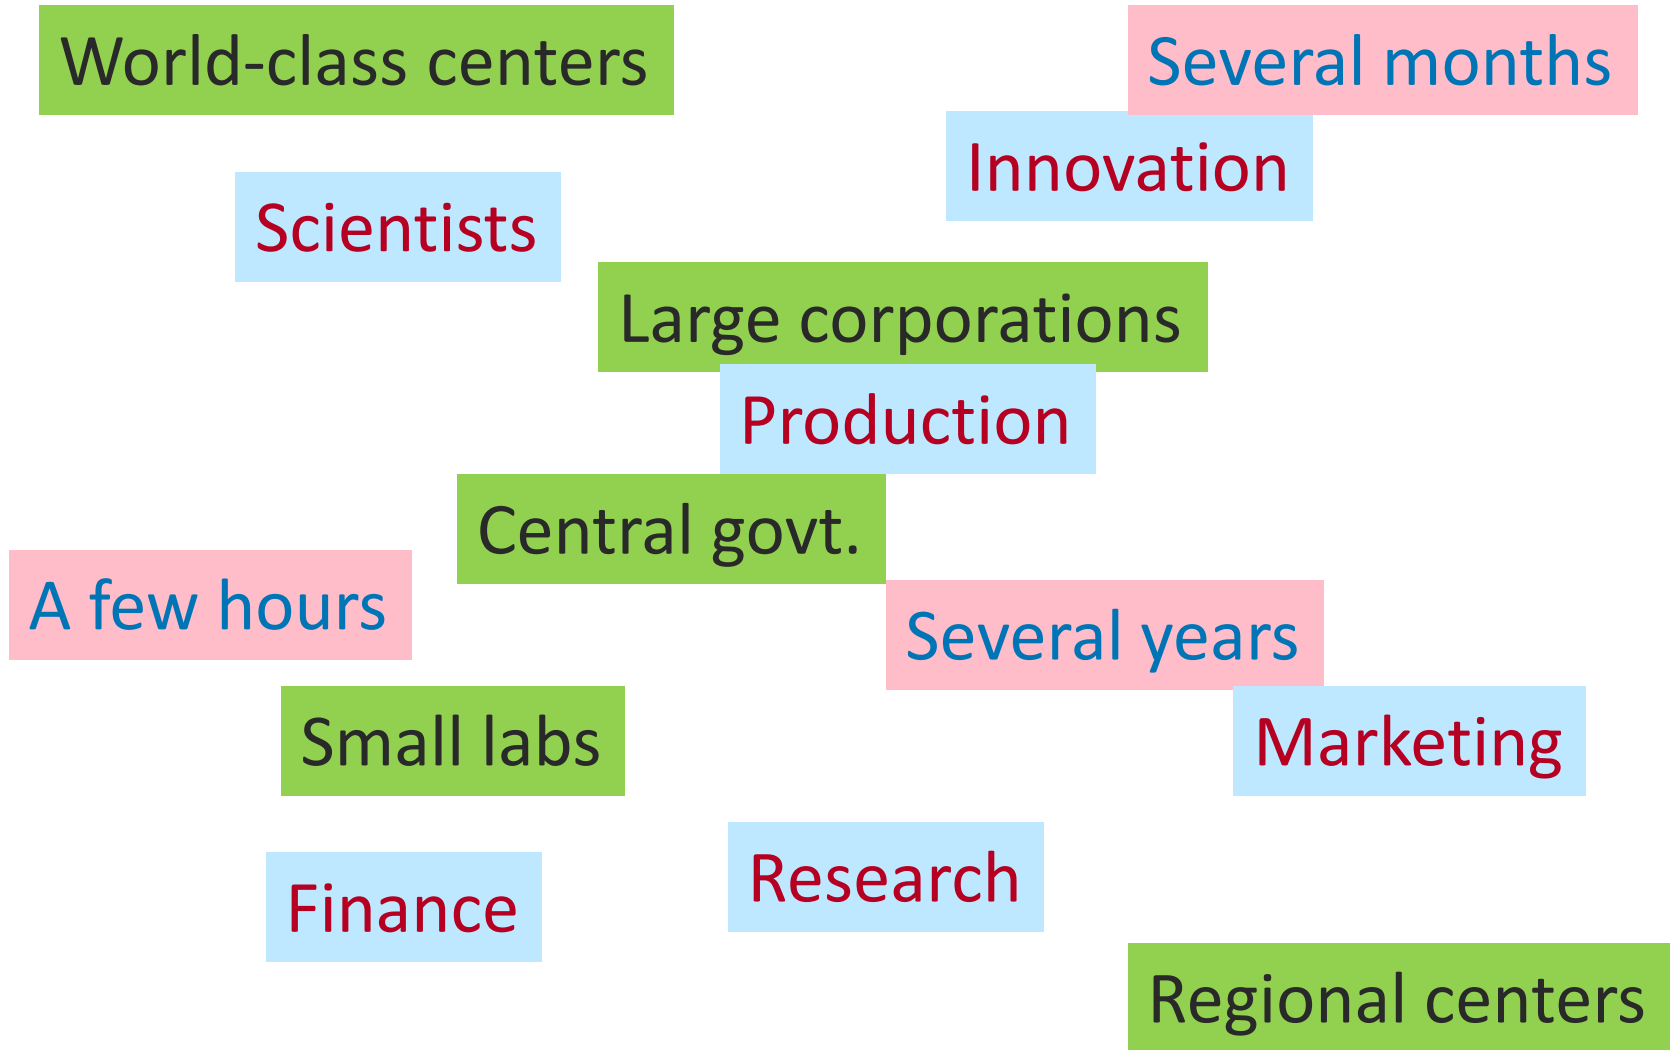 World-class centers
Several months
Innovation
Scientists
Large corporations
Production
Central govt.
A few hours
Several years
Small labs
Marketing
Research
Finance
Regional centers